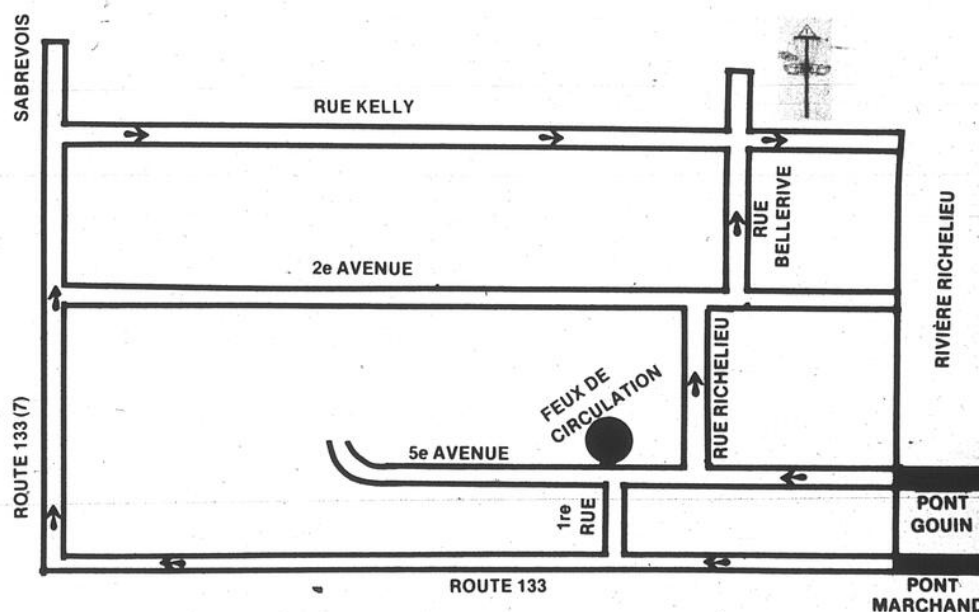 SABREVOIS
RUE KELLY
RUE
BELLERIVE
2e AVENUE
RIVIÈRE RICHELIEU
FEUX DE
CIRCULATION
RUE RICHELIEU
ROUTE 133 (7)
5e AVENUE
1re
RUE
PONT
GOUIN
ROUTE 133
PONT
MARCHAND